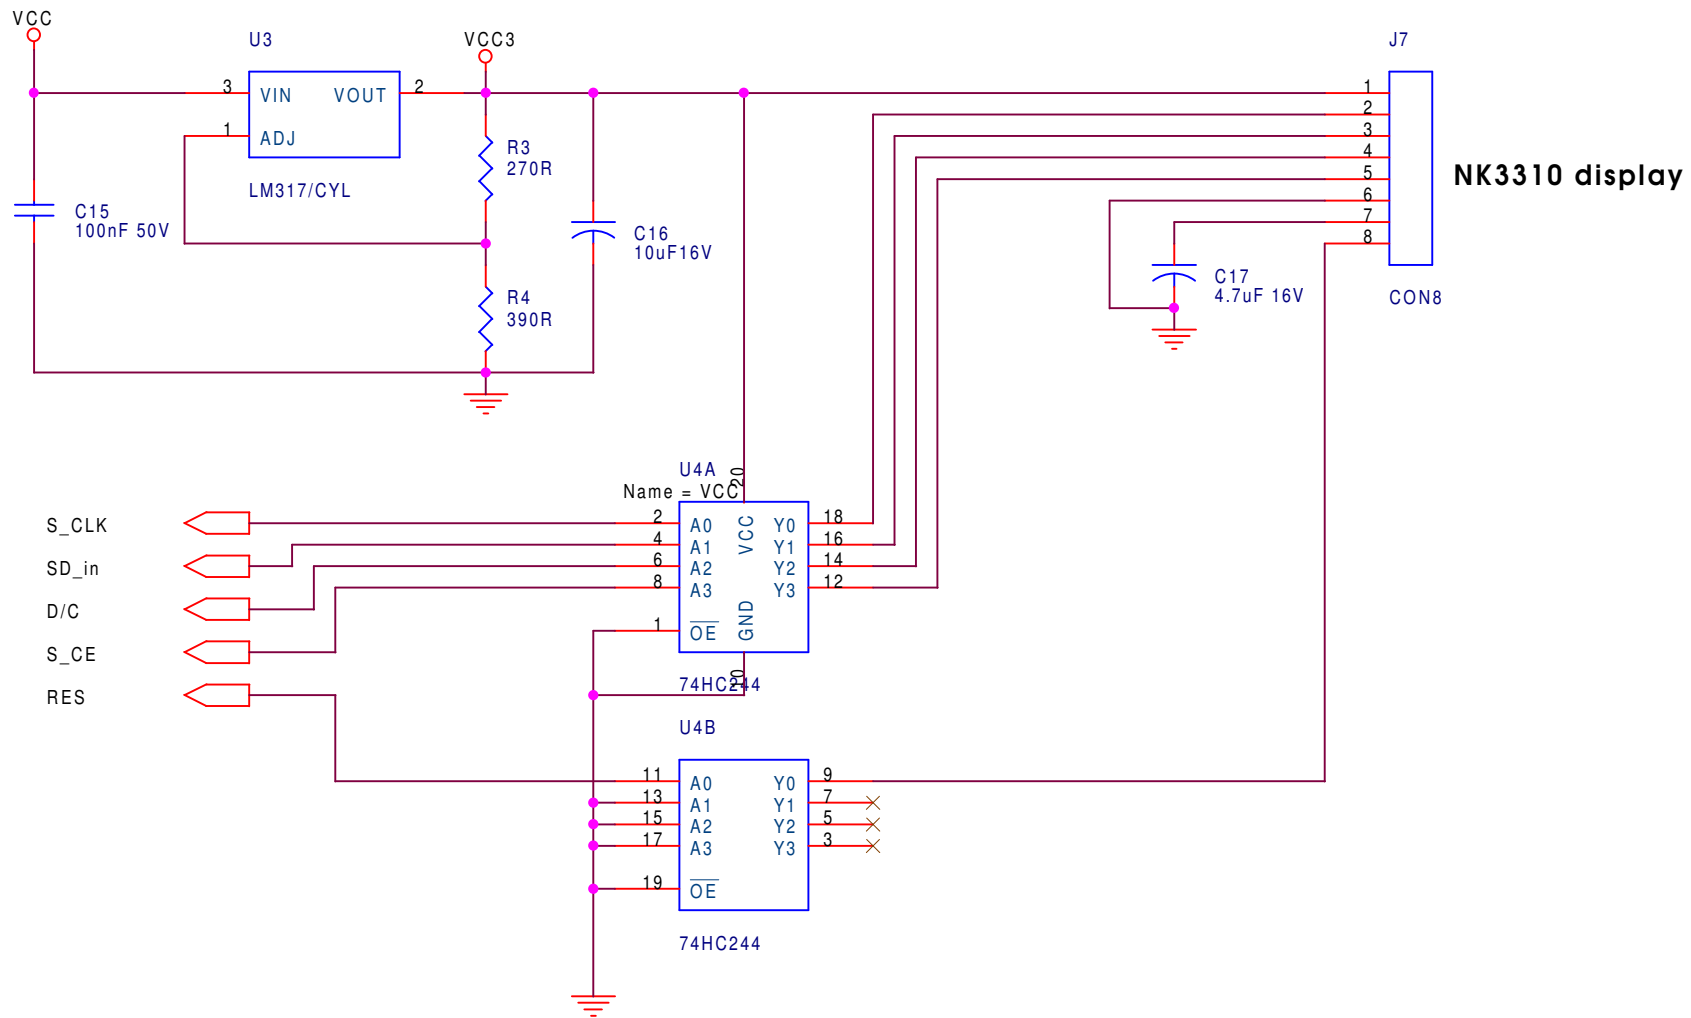 VCC
U3
VCC3
J7
3
VIN
VOUT
2
1
ADJ
LM317/CYL
R3
270R
C15
100nF 50V
C16
10uF16V
R4
390R
1
2
3
4
5
6
7
8
NK3310 display
C17
4.7uF 16V
CON8
U4A
20
Name = VCC
S_CLK
SD_in
D/C
S_CE
RES
2
4
6
8
1
A0
A1
A2
A3
OE
VCC
GND
Y0
Y1
Y2
Y3
18
16
14
12
10
74HC244
U4B
11
13
15
17
19
A0
A1
A2
A3
OE
Y0
Y1
Y2
Y3
9
7
5
3
74HC244